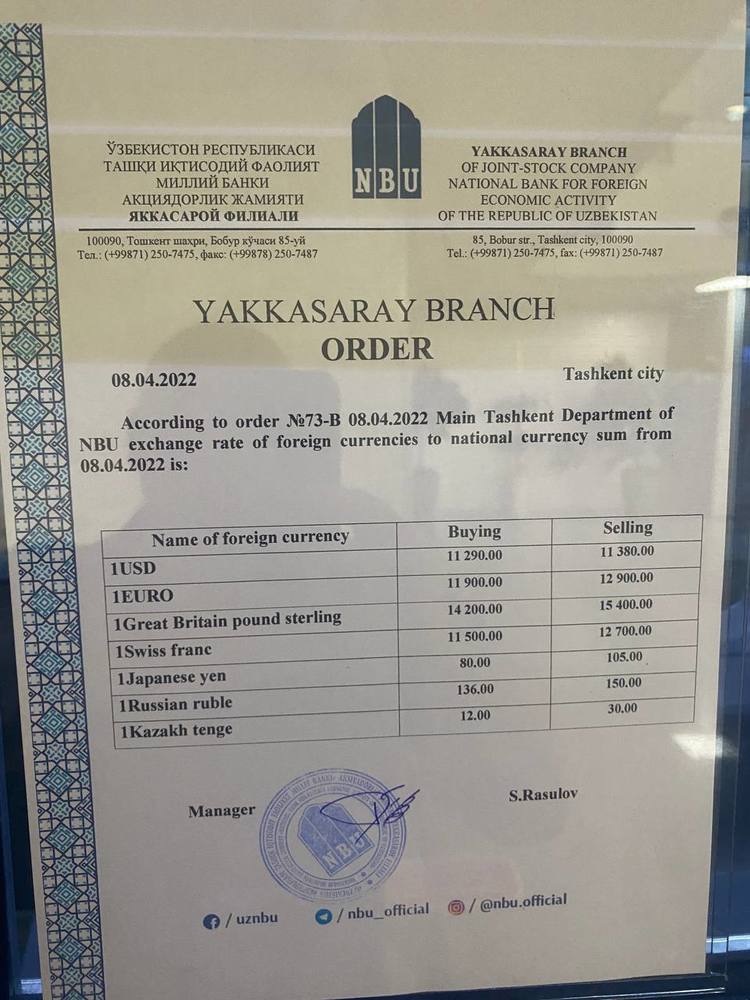 ЎЗБЕКИСТОН РЕСПУБЛИКАСИ
ТАШҚИ ИҚТИСОДИЙ ФАОЛИЯТ
МИЛЛИЙ БАНКИ
АКЦИЯДОРЛИК ЖАМИЯТИ
ЯККАСАРОЙ ФИЛИАЛИ
100090, Тошкент шахри, Бобур кўчаси 85-уй
Тел.: (+99871) 250-7475, факс: (+99878) 250-7487
NBU
YAKKASARAY BRANCH
OF JOINT-STOCK COMPANY
NATIONAL BANK FOR FOREIGN
ECONOMIC ACTIVITY
OF THE REPUBLIC OF UZBEKISTAN
85, Bobur str., Tashkent city, 100090
Tel.: (+99871) 250-7475, fax: (+99871) 250-7487
YAKKASARAY BRANCH
ORDER
08.04.2022 Tashkent city
According to order №73-B 08.04.2022 Main Tashkent Department of
NBU exchange rate of foreign currencies to national currency sum from
08.04.2022 is:
Name of foreign currency Buying Selling
1USD 11 290.00 11 380.00
1EURO 11 900.00 12 900.00
1Great Britain pound sterling 14 200.00 15 400.00
1Swiss franc 11 500.00 12 700.00
1Japanese yen 80.00 105.00
1Russian ruble 136.00 150.00
1Kazakh tenge 12.00 30.00
Manager S.Rasulov
NBU
/ uznbu / nbu_official / @nbu.official